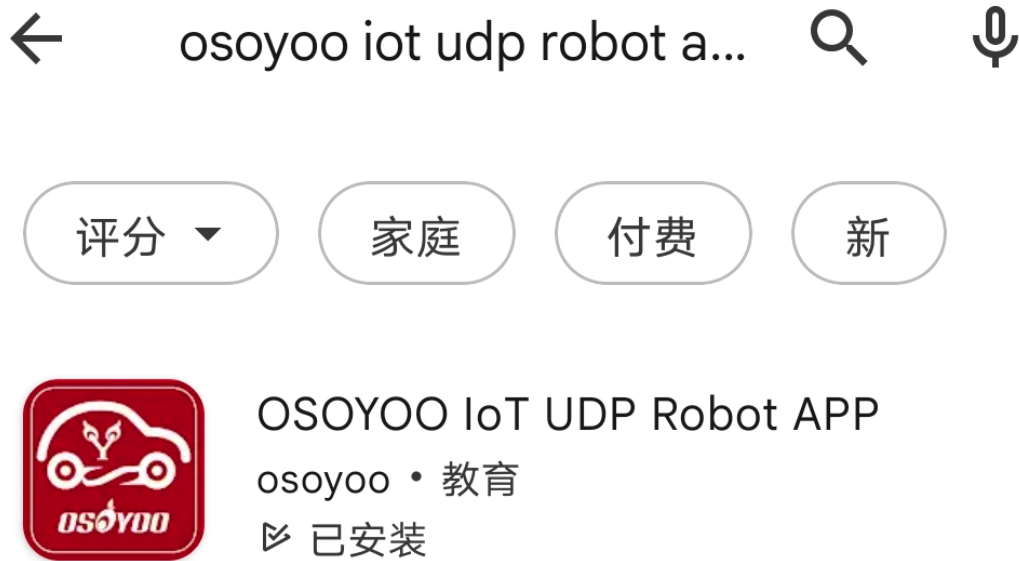 osoyoo iot udp robot a...
评分 家庭 付费 新
OSOYOO IoT UDP Robot APP
osoyoo • 教育
OSOYOO
已安装